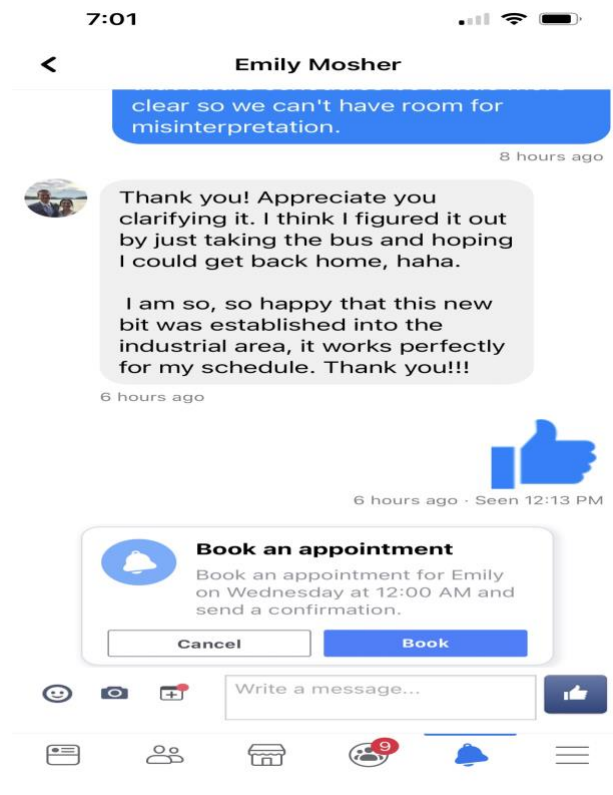 7:01
Emily Mosher
clear so we can't have room for
misinterpretation.
8 hours ago
Thank you! Appreciate you
clarifying it. I think I figured it out
by just taking the bus and hoping
I could get back home, haha.
I am so, so happy that this new
bit was established into the
industrial area, it works perfectly
for my schedule. Thank you!!!
6 hours ago
6 hours ago · Seen 12:13 PM
Book an appointment
Book an appointment for Emily
on Wednesday at 12:00 AM and
send a confirmation.
Cancel
Book
Write a message...
9